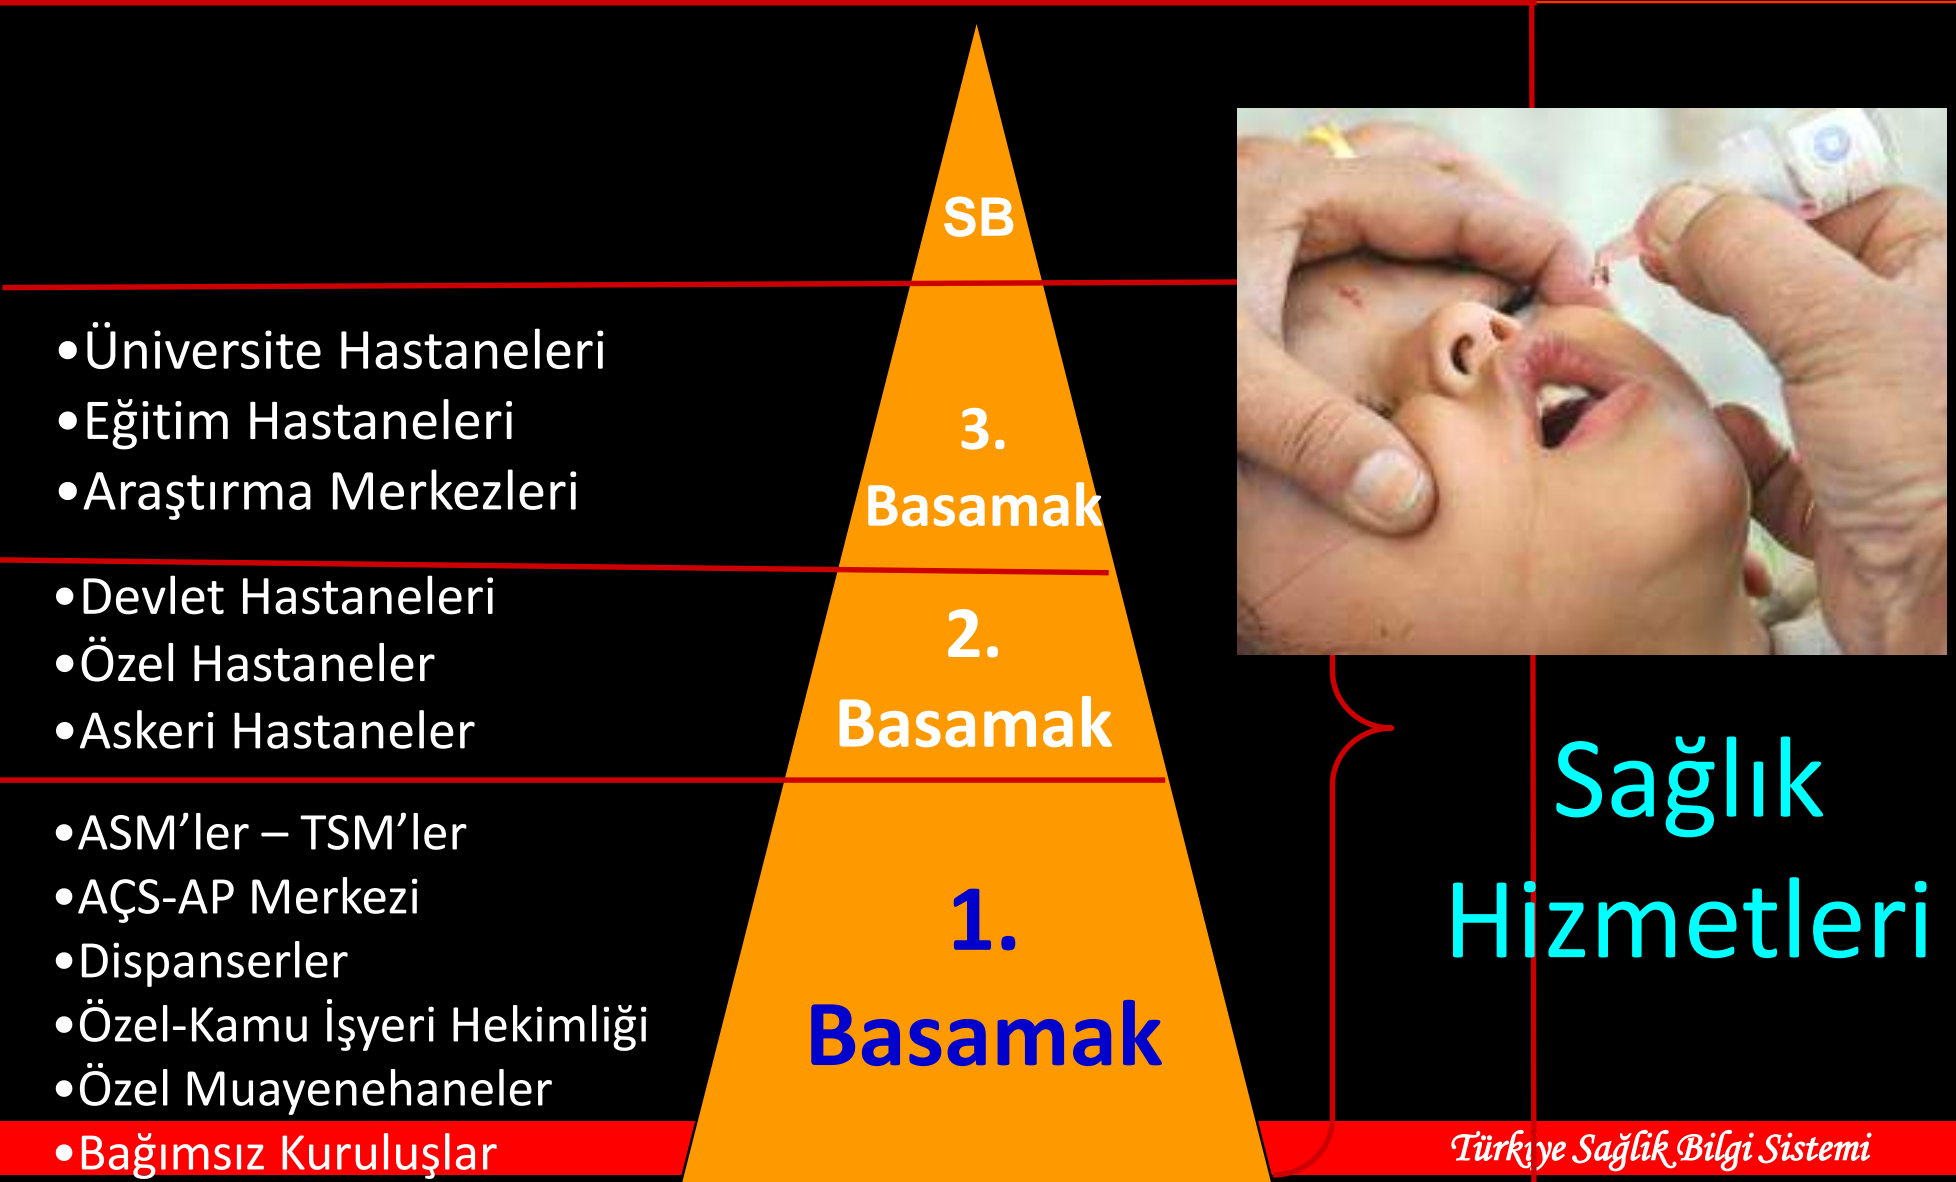 SB
•Üniversite Hastaneleri
•Eğitim Hastaneleri
•Araştırma Merkezleri
3.
Basamak
•Devlet Hastaneleri
•Özel Hastaneler
•Askeri Hastaneler
2.
Basamak
•ASM’ler – TSM’ler
•AÇS-AP Merkezi
•Dispanserler
•Özel-Kamu İşyeri Hekimliği
•Özel Muayenehaneler
•Bağımsız Kuruluşlar
1.
Basamak
Sağlık
Hizmetleri
Türkiye Sağlik Bilgi Sistemi